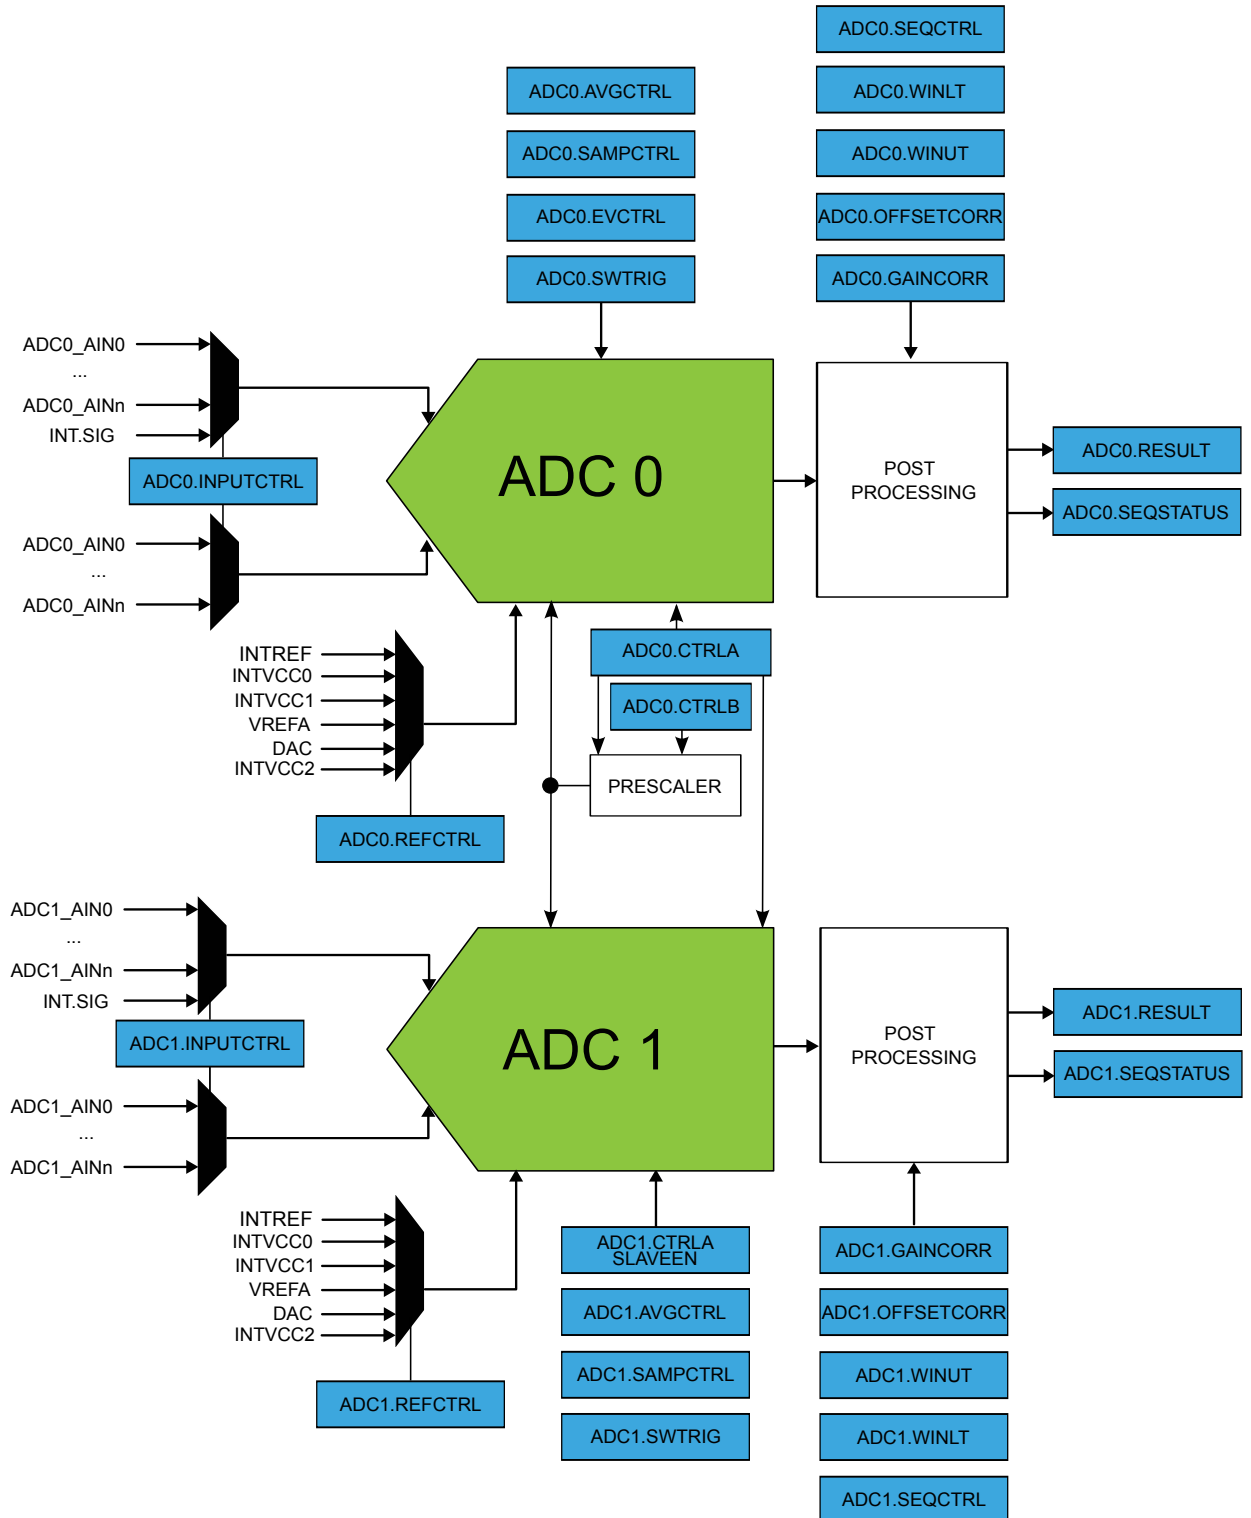 ADC0.SEQCTRL
ADC0.AVGCTRL
ADC0.WINLT
ADC0.SAMPCTRL
ADC0.WINUT
ADC0.EVCTRL
ADC0.OFFSETCORR
ADC0.SWTRIG
ADC0.GAINCORR
ADC0_AIN0
...
ADC0_AINn
INT.SIG
ADC0.INPUTCTRL
ADC0_AIN0
...
ADC0_AINn
ADC 0
POST
PROCESSING
ADC0.RESULT
ADC0.SEQSTATUS
INTREF
INTVCC0
INTVCC1
VREFA
DAC
INTVCC2
ADC0.REFCTRL
ADC0.CTRLA
ADC0.CTRLB
PRESCALER
ADC1_AIN0
...
ADC1_AINn
INT.SIG
ADC1.INPUTCTRL
ADC1_AIN0
...
ADC1_AINn
ADC 1
POST
PROCESSING
ADC1.RESULT
ADC1.SEQSTATUS
INTREF
INTVCC0
INTVCC1
VREFA
DAC
INTVCC2
ADC1.REFCTRL
ADC1.CTRLA
SLAVEEN
ADC1.AVGCTRL
ADC1.SAMPCTRL
ADC1.SWTRIG
ADC1.GAINCORR
ADC1.OFFSETCORR
ADC1.WINUT
ADC1.WINLT
ADC1.SEQCTRL